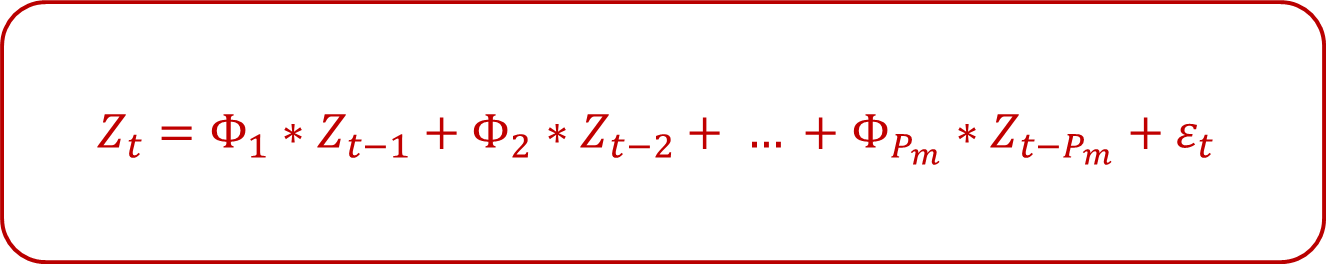 Z_t = Φ_1 * Z_{t−1} + Φ_2 * Z_{t−2} + … + Φ_{P_m} * Z_{t−P_m} + ε_t